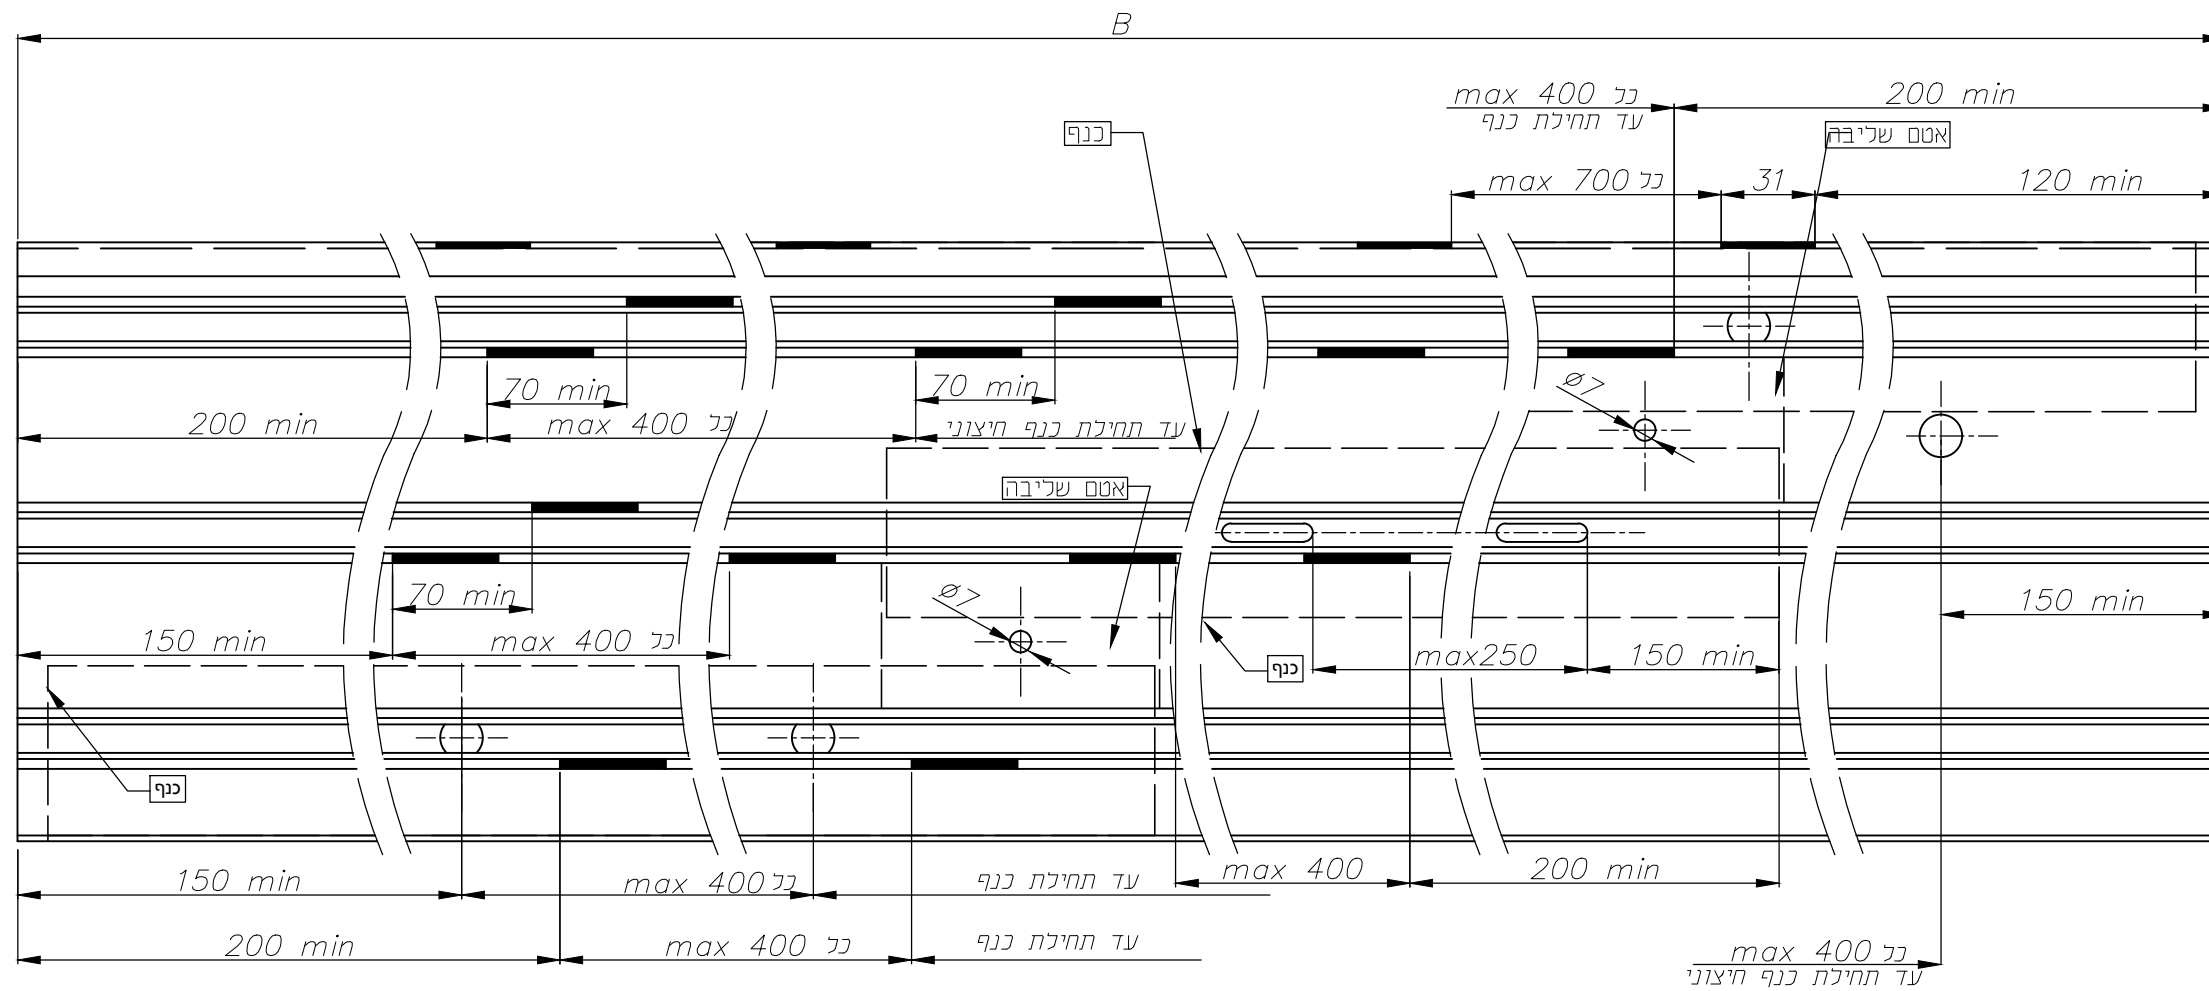 B
max 400 כל
עד תחילת כנף
200 min
כנף
אטם שליבה
max 700 כל
31
120 min
70 min
70 min
⌀7
200 min
max 400 כל
עד תחילת כנף חיצוני
אטם שליבה
70 min
⌀7
150 min
150 min
max 400 כל
max250
150 min
כנף
כנף
150 min
max 400 כל
עד תחילת כנף
max 400
200 min
200 min
max 400 כל
עד תחילת כנף
max 400 כל
עד תחילת כנף חיצוני